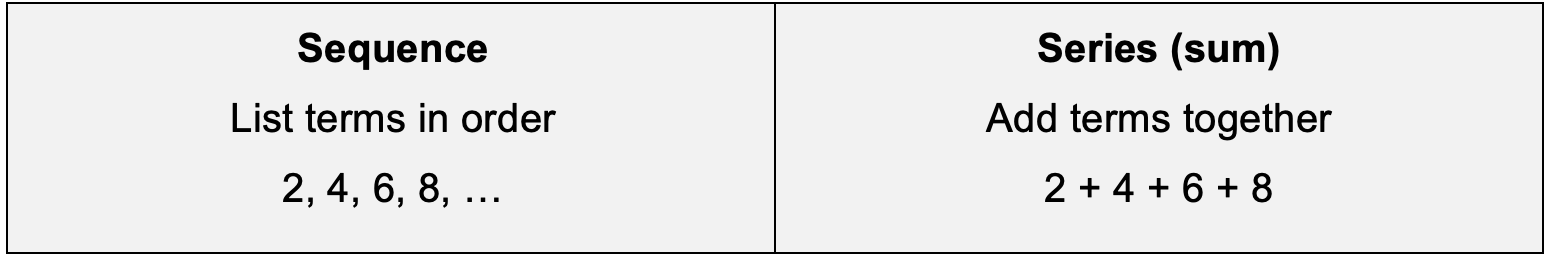 Sequence
List terms in order
2, 4, 6, 8, …
Series (sum)
Add terms together
2 + 4 + 6 + 8